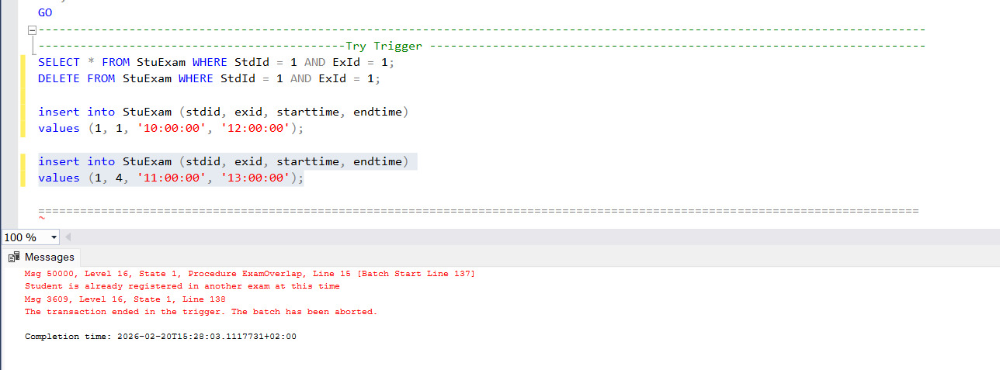 GO
-----------------------------------------------------------------------------------------------------------------------------
-------------------------------------------Try Trigger -----------------------------------------------------------------------
SELECT * FROM StuExam WHERE StdId = 1 AND ExId = 1;
DELETE FROM StuExam WHERE StdId = 1 AND ExId = 1;
insert into StuExam (stdid, exid, starttime, endtime)
values (1, 1, '10:00:00', '12:00:00');
insert into StuExam (stdid, exid, starttime, endtime)
values (1, 4, '11:00:00', '13:00:00');
==============================================================================================================================
100 %
Messages
Msg 50000, Level 16, State 1, Procedure ExamOverlap, Line 15 [Batch Start Line 137]
Student is already registered in another exam at this time
Msg 3609, Level 16, State 1, Line 138
The transaction ended in the trigger. The batch has been aborted.
Completion time: 2026-02-20T15:28:03.1117731+02:00